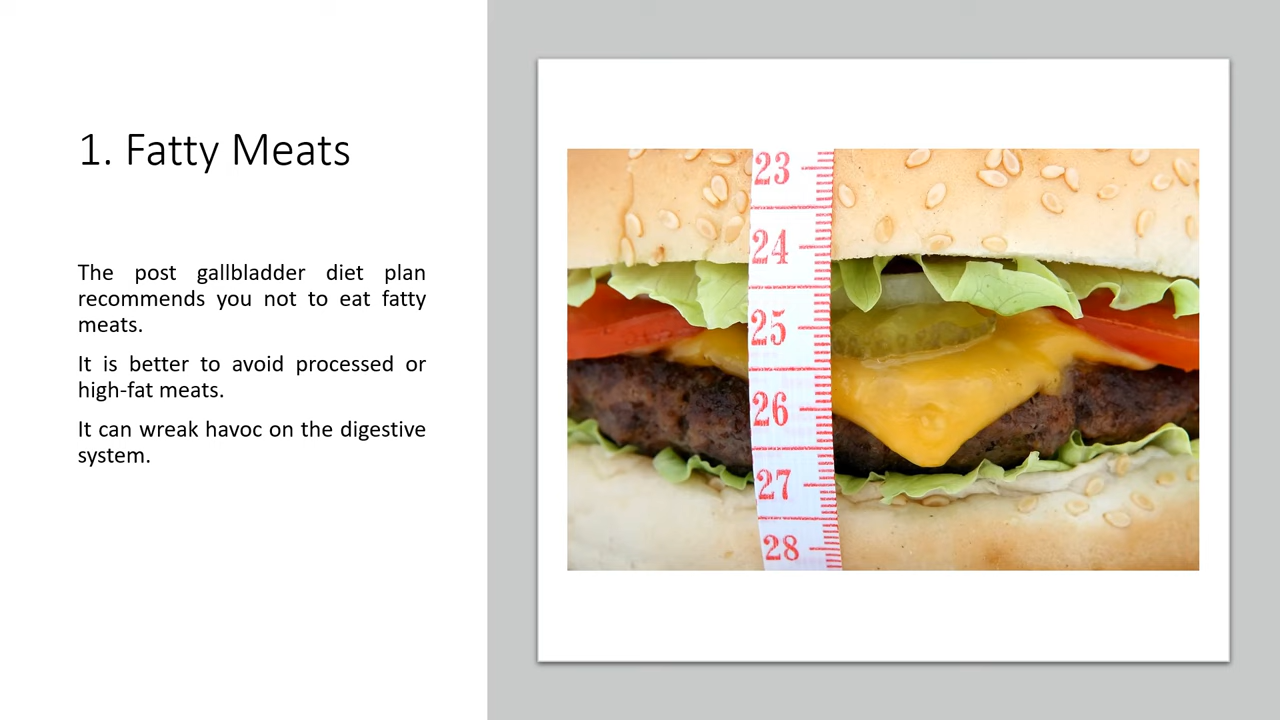 1. Fatty Meats
The post gallbladder diet plan
recommends you not to eat fatty
meats.
It is better to avoid processed or
high-fat meats.
It can wreak havoc on the digestive
system.
23
24
25
26
27
28